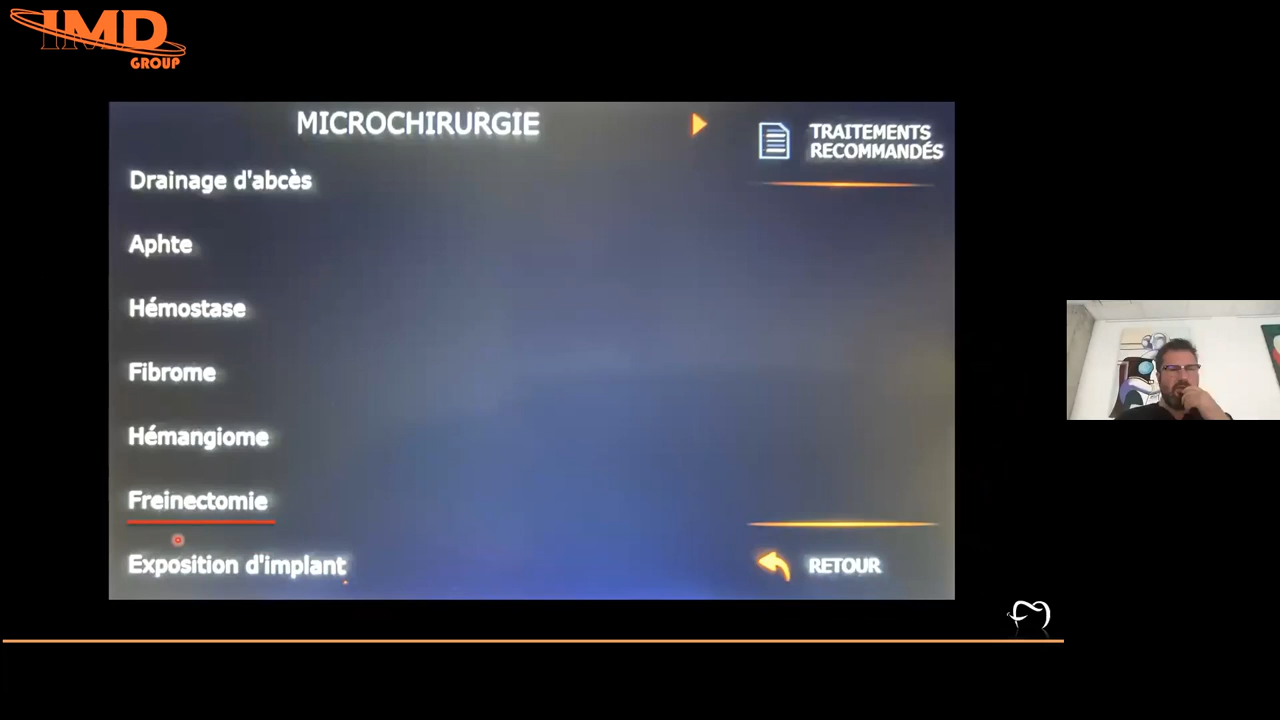 IMD
GROUP
MICROCHIRURGIE
TRAITEMENTS
RECOMMANDÉS
Drainage d'abcès
Aphte
Hémostase
Fibrome
Hémangiome
Freinectomie
Exposition d'implant
RETOUR